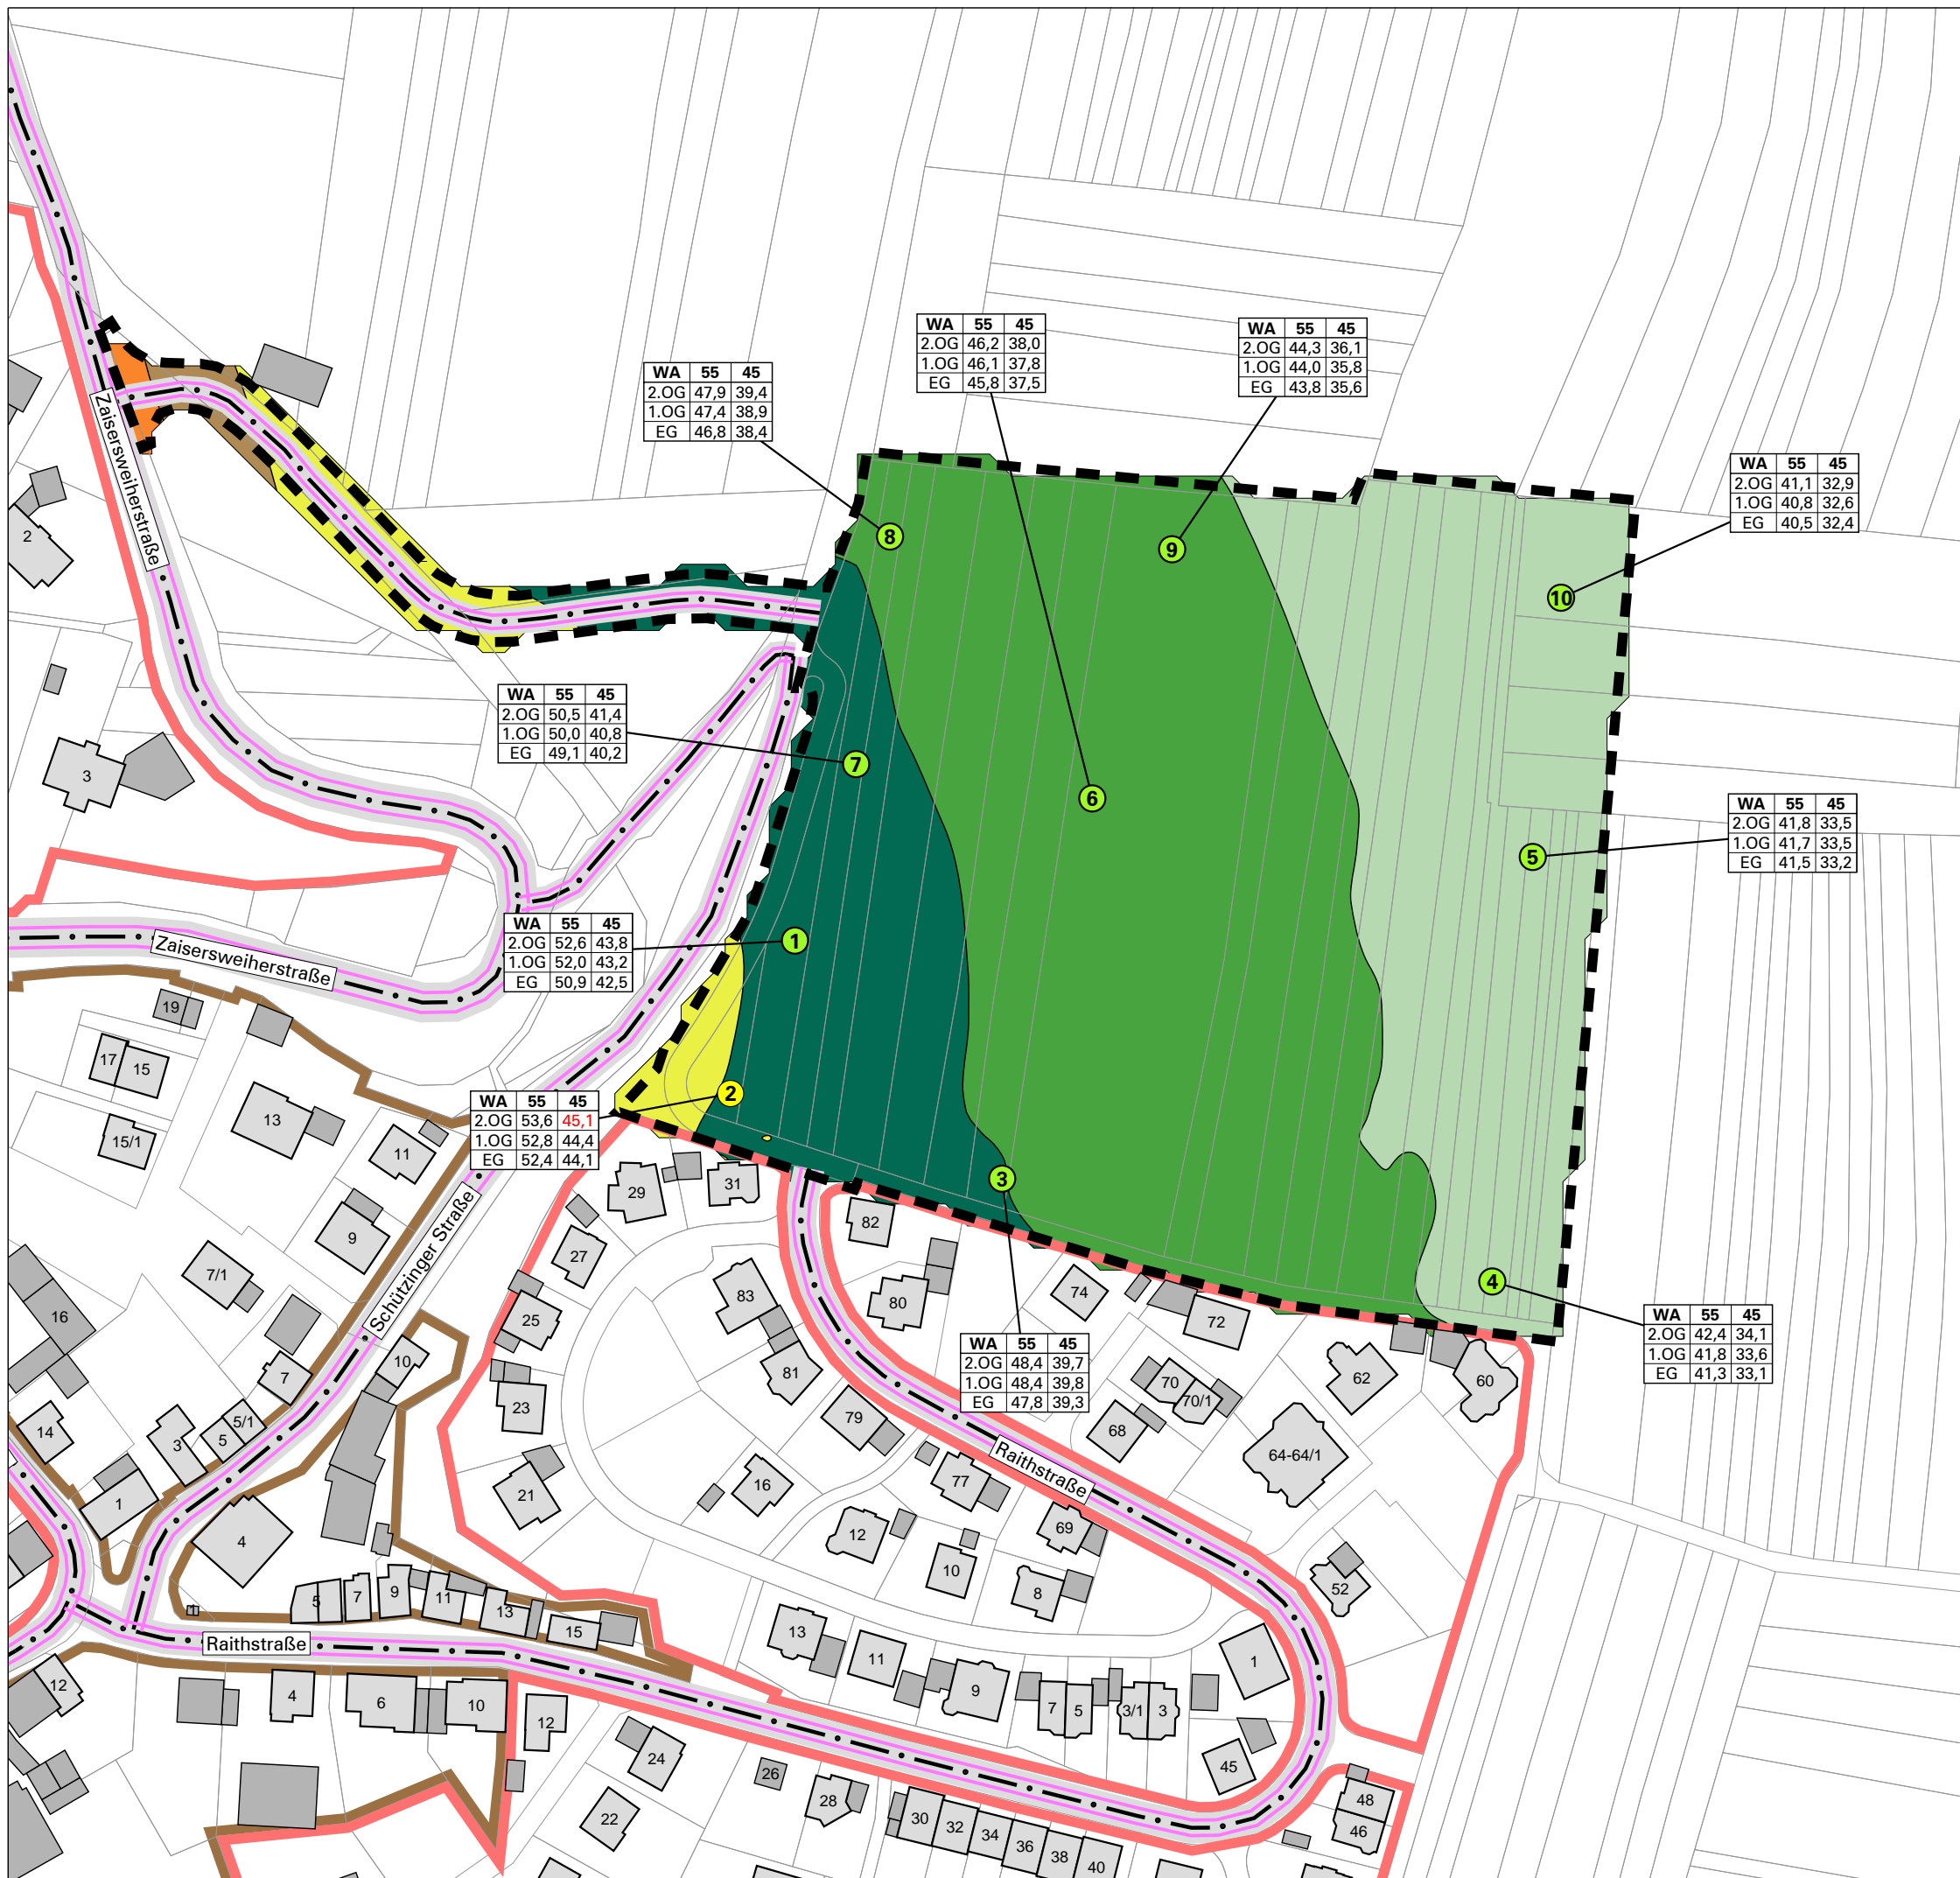 WA 55 45
2.OG 46,2 38,0
1.OG 46,1 37,8
EG 45,8 37,5
WA 55 45
2.OG 44,3 36,1
1.OG 44,0 35,8
EG 43,8 35,6
WA 55 45
2.OG 47,9 39,4
1.OG 47,4 38,9
EG 46,8 38,4
WA 55 45
2.OG 41,1 32,9
1.OG 40,8 32,6
EG 40,5 32,4
Zaisersweiherstraße
2
8
9
10
WA 55 45
2.OG 50,5 41,4
1.OG 50,0 40,8
EG 49,1 40,2
7
6
3
WA 55 45
2.OG 41,8 33,5
1.OG 41,7 33,5
EG 41,5 33,2
5
WA 55 45
2.OG 52,6 43,8
1.OG 52,0 43,2
EG 50,9 42,5
1
Zaisersweiherstraße
19
17
15
15/1
13
11
9
WA 55 45
2.OG 53,6 45,1
1.OG 52,8 44,4
EG 52,4 44,1
2
3
4
29
31
82
27
7/1
Schützinger Straße
25
83
80
74
72
16
10
7
23
81
WA 55 45
2.OG 48,4 39,7
1.OG 48,4 39,8
EG 47,8 39,3
WA 55 45
2.OG 42,4 34,1
1.OG 41,8 33,6
EG 41,3 33,1
62
60
70
70/1
68
64-64/1
79
14
3
5
5/1
1
21
16
77
Raithstraße
69
12
10
8
52
4
5
7
9
11
13
15
Raithstraße
13
11
9
7
5
3/1
3
1
45
12
4
6
10
12
24
26
28
22
30
32
34
36
38
40
48
46